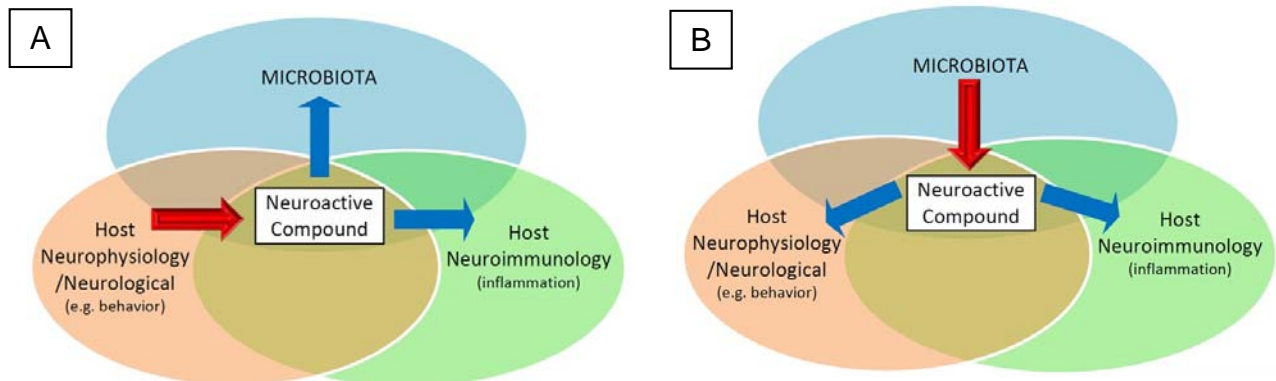 A
MICROBIOTA
Neuroactive
Compound
Host
Neurophysiology
/Neurological
(e.g. behavior)
Host
Neuroimmunology
(inflammation)
B
MICROBIOTA
Neuroactive
Compound
Host
Neurophysiology
/Neurological
(e.g. behavior)
Host
Neuroimmunology
(inflammation)